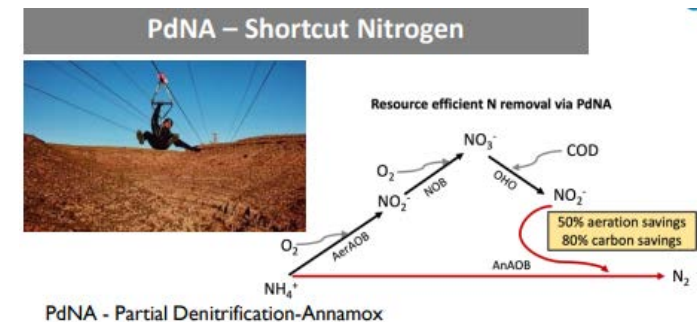 PdNA – Shortcut Nitrogen
Resource efficient N removal via PdNA
NO₃⁻
COD
O₂
NOB
OHO
NO₂⁻
NO₂⁻
50% aeration savings
80% carbon savings
O₂
AerAOB
AnAOB
N₂
NH₄⁺
PdNA - Partial Denitrification-Annamox